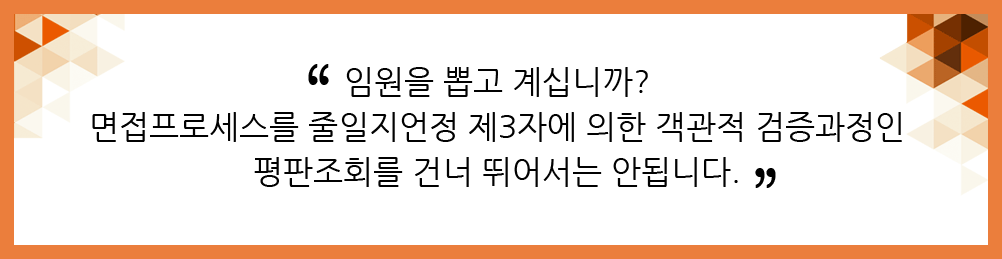 “ 임원을 뽑고 계십니까?
면접프로세스를 줄일지언정 제3자에 의한 객관적 검증과정인
평판조회를 건너 뛰어서는 안됩니다. ”